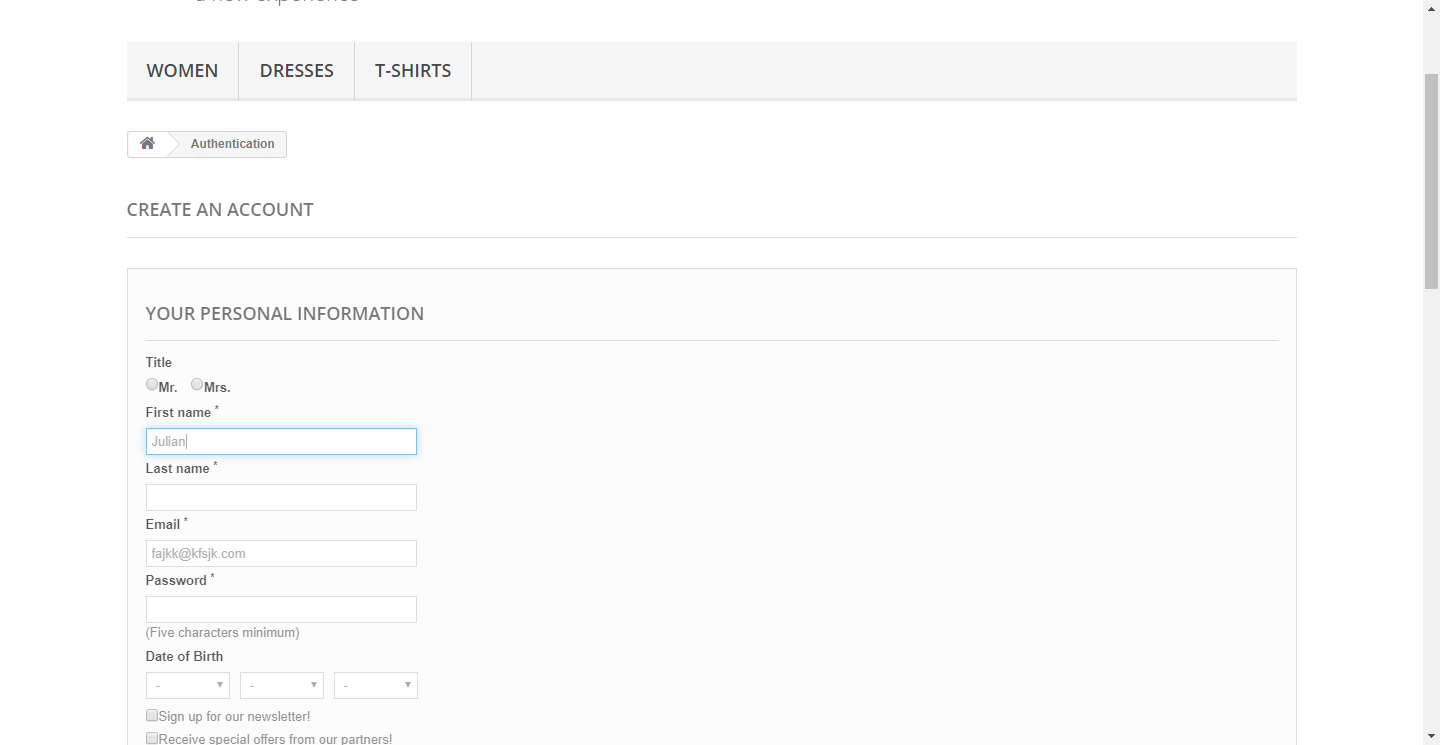 a new experience
WOMEN DRESSES T-SHIRTS
Authentication
CREATE AN ACCOUNT
YOUR PERSONAL INFORMATION
Title
Mr. Mrs.
First name *
Julian
Last name *
Email *
fajkk@kfsjk.com
Password *
(Five characters minimum)
Date of Birth
- - -
Sign up for our newsletter!
Receive special offers from our partners!